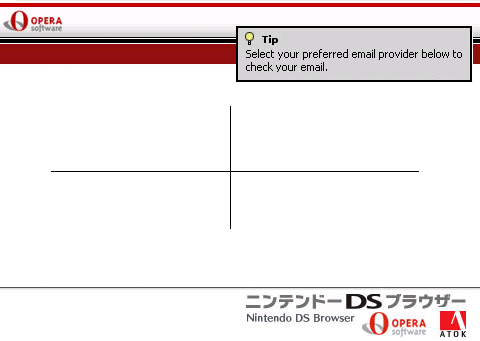 OPERA
software
Tip
Select your preferred email provider below to
check your email.
ニンテンドーDSブラウザー
Nintendo DS Browser
OPERA
software
ATOK